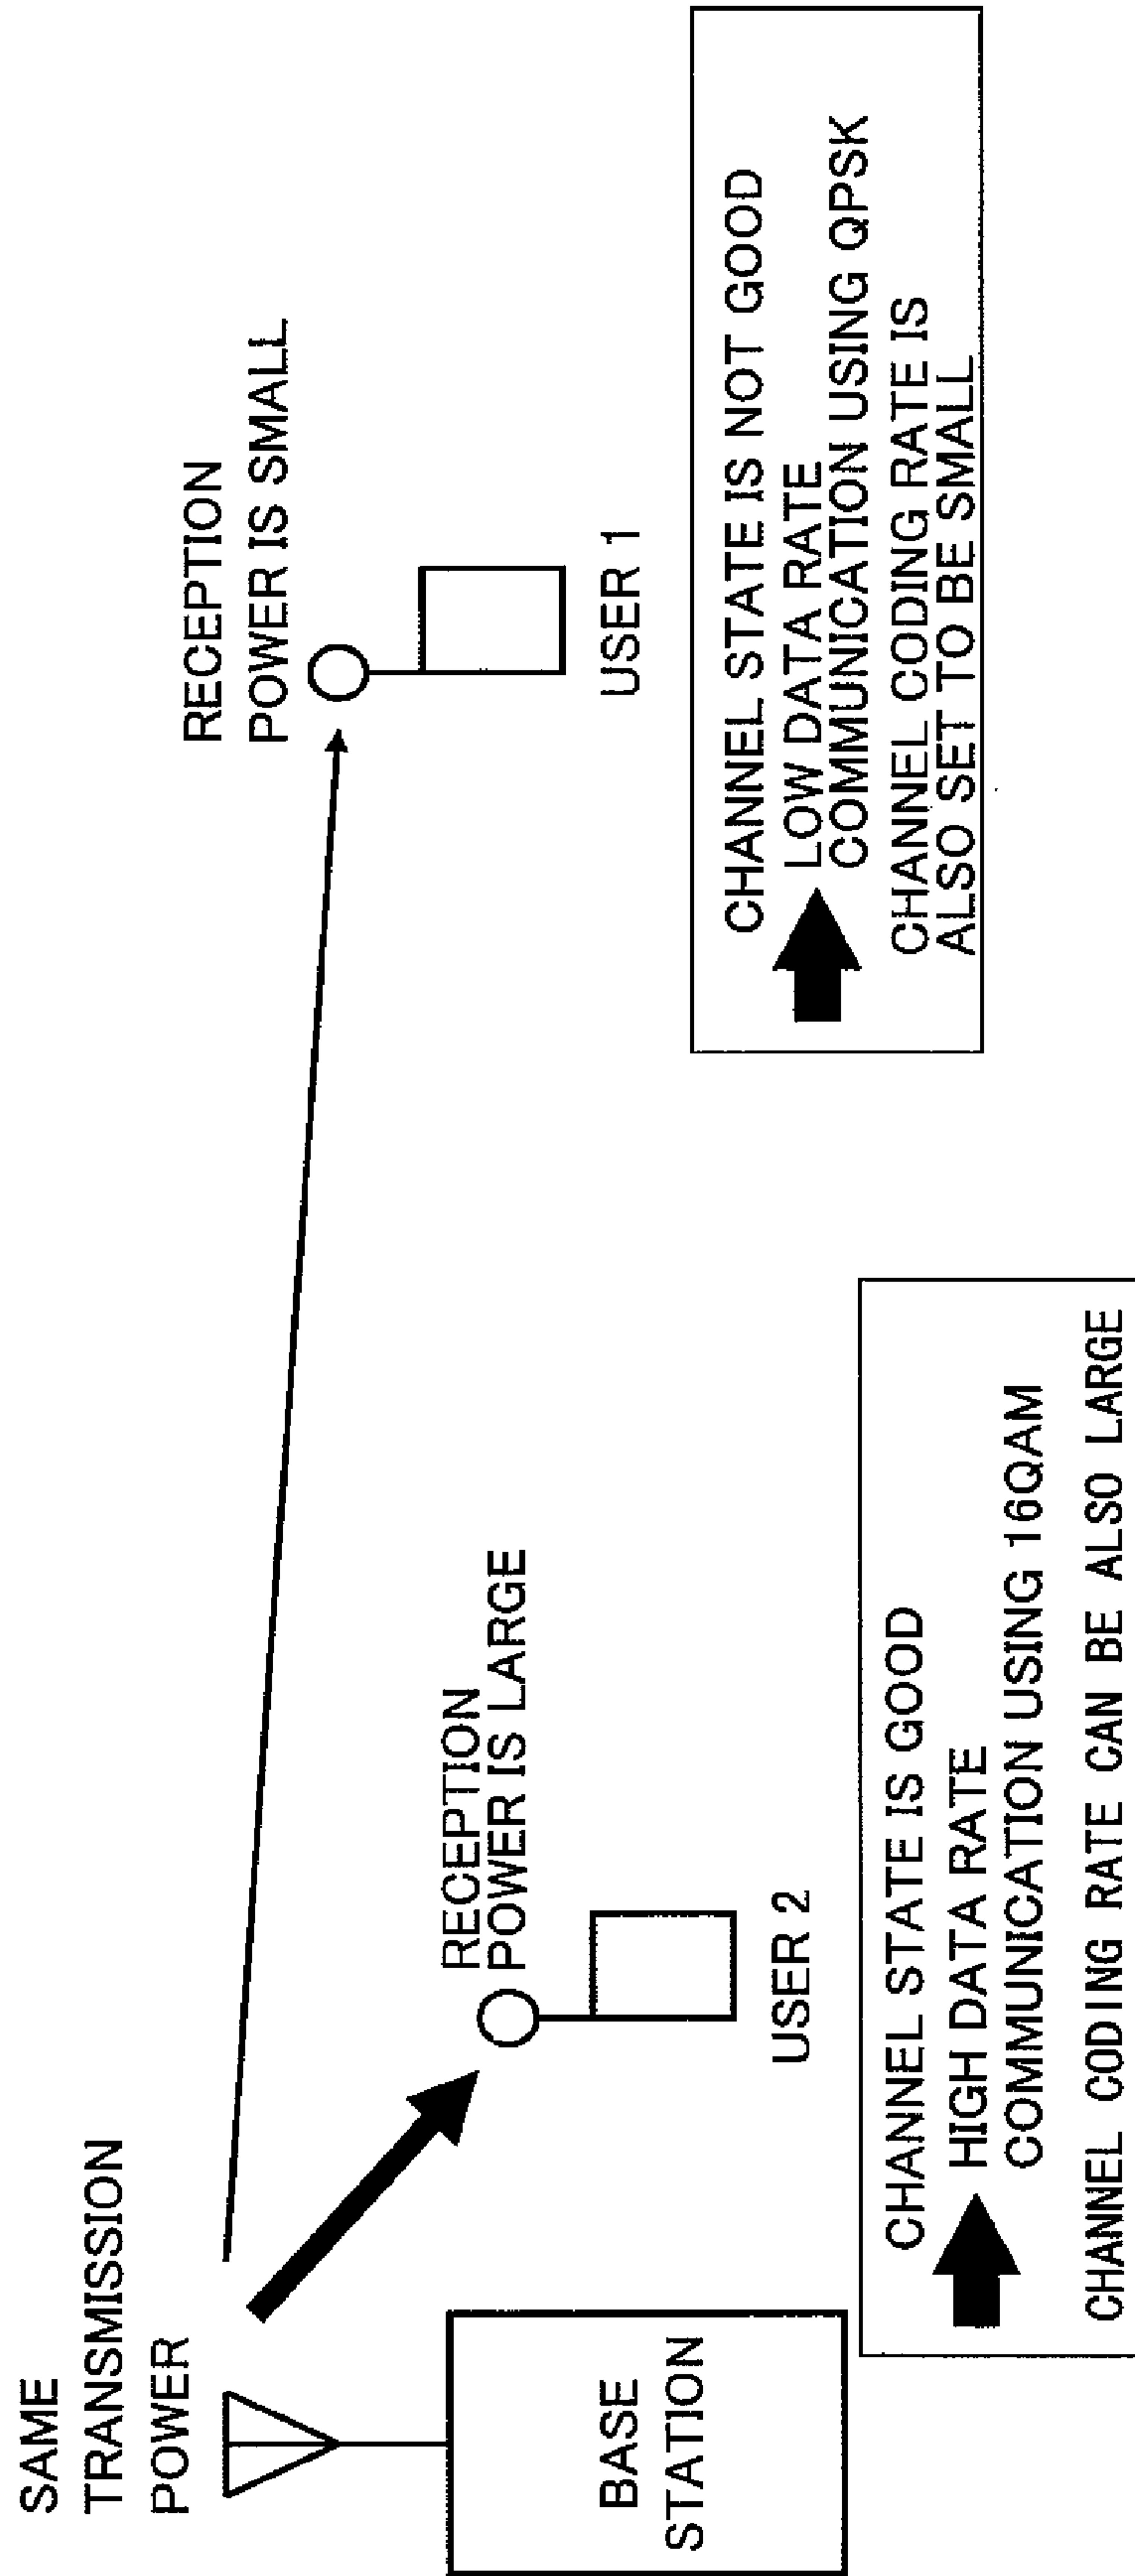 SAME
TRANSMISSION
POWER
BASE
STATION
RECEPTION
POWER IS LARGE
USER 2
CHANNEL STATE IS GOOD
HIGH DATA RATE
COMMUNICATION USING 16QAM
CHANNEL CODING RATE CAN BE ALSO LARGE
RECEPTION
POWER IS SMALL
USER 1
CHANNEL STATE IS NOT GOOD
LOW DATA RATE
COMMUNICATION USING QPSK
CHANNEL CODING RATE IS
ALSO SET TO BE SMALL